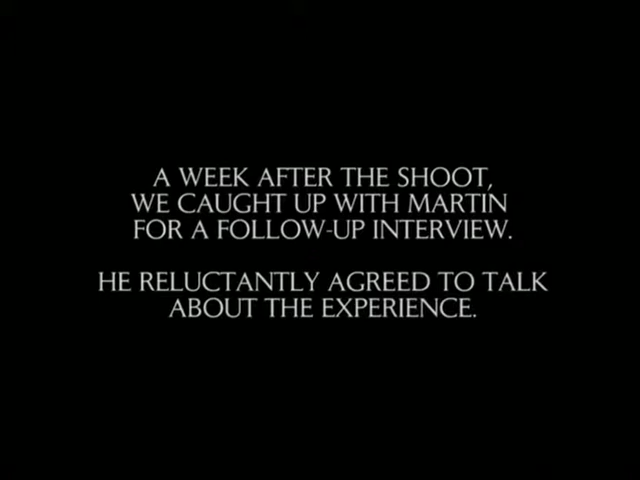 A WEEK AFTER THE SHOOT,
WE CAUGHT UP WITH MARTIN
FOR A FOLLOW-UP INTERVIEW.
HE RELUCTANTLY AGREED TO TALK
ABOUT THE EXPERIENCE.